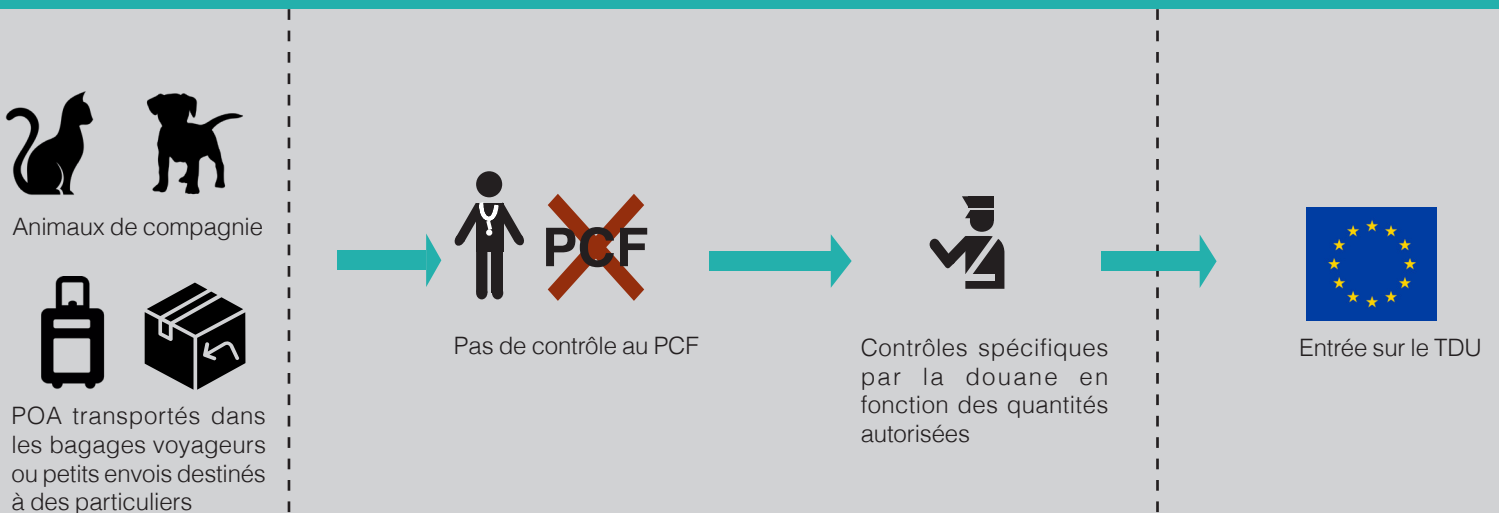 Animaux de compagnie
POA transportés dans
les bagages voyageurs
ou petits envois destinés
à des particuliers
PCF
Pas de contrôle au PCF
Contrôles spécifiques
par la douane en
fonction des quantités
autorisées
Entrée sur le TDU